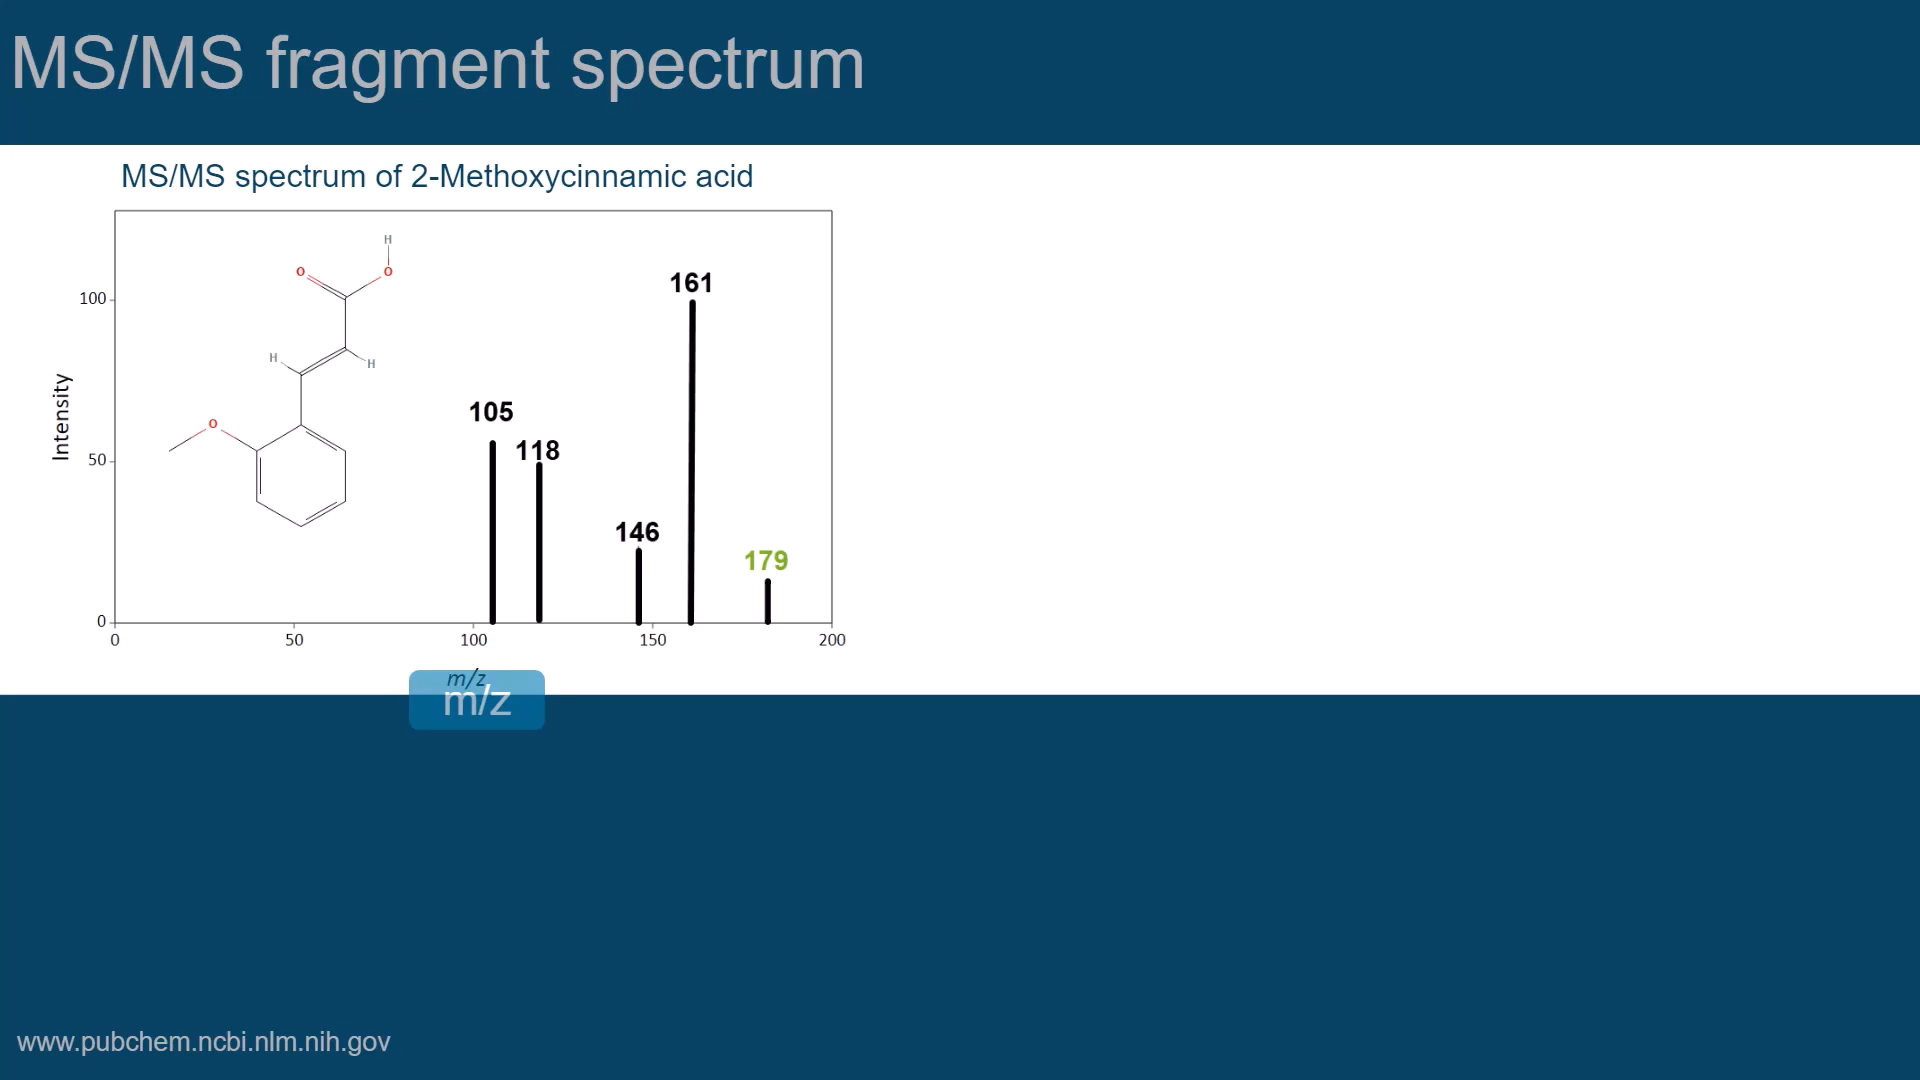 MS/MS fragment spectrum
MS/MS spectrum of 2-Methoxycinnamic acid
H
O
O
161
100
H
H
Intensity
105
O
118
50
146
179
0
0
50
100
150
200
m/z
m/z
www.pubchem.ncbi.nlm.nih.gov